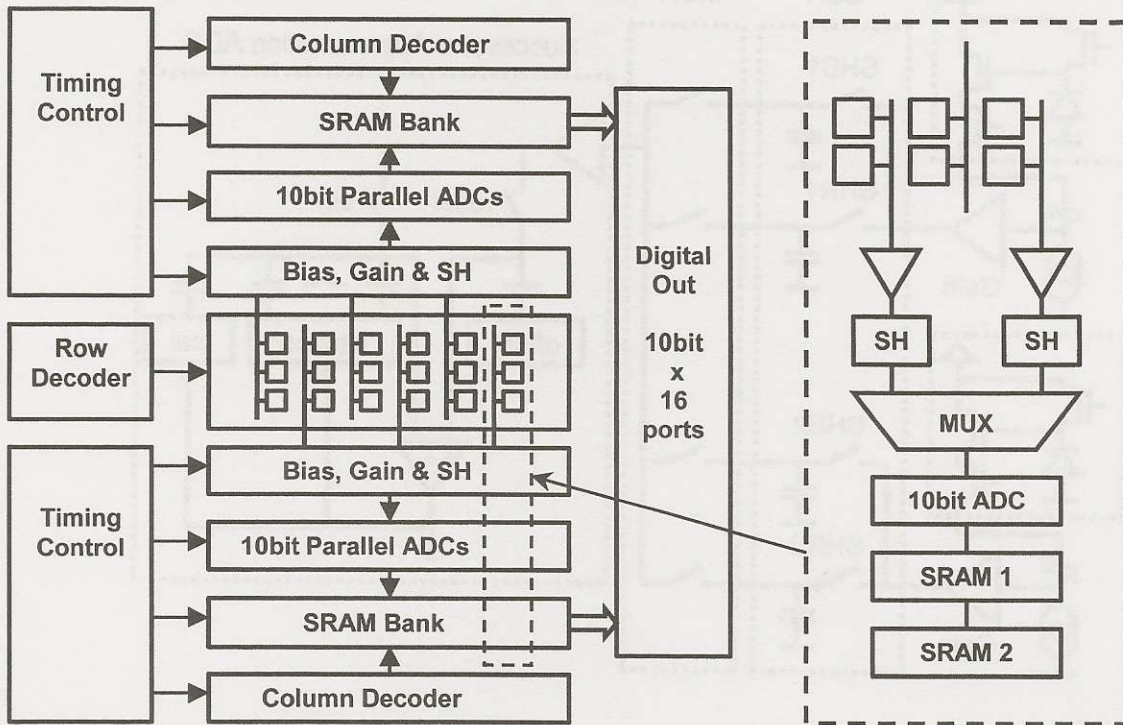 Timing
Control
Column Decoder
SRAM Bank
10bit Parallel ADCs
Bias, Gain & SH
Row
Decoder
Timing
Control
Bias, Gain & SH
10bit Parallel ADCs
SRAM Bank
Column Decoder
Digital
Out
10bit
x
16
ports
SH
SH
MUX
10bit ADC
SRAM 1
SRAM 2